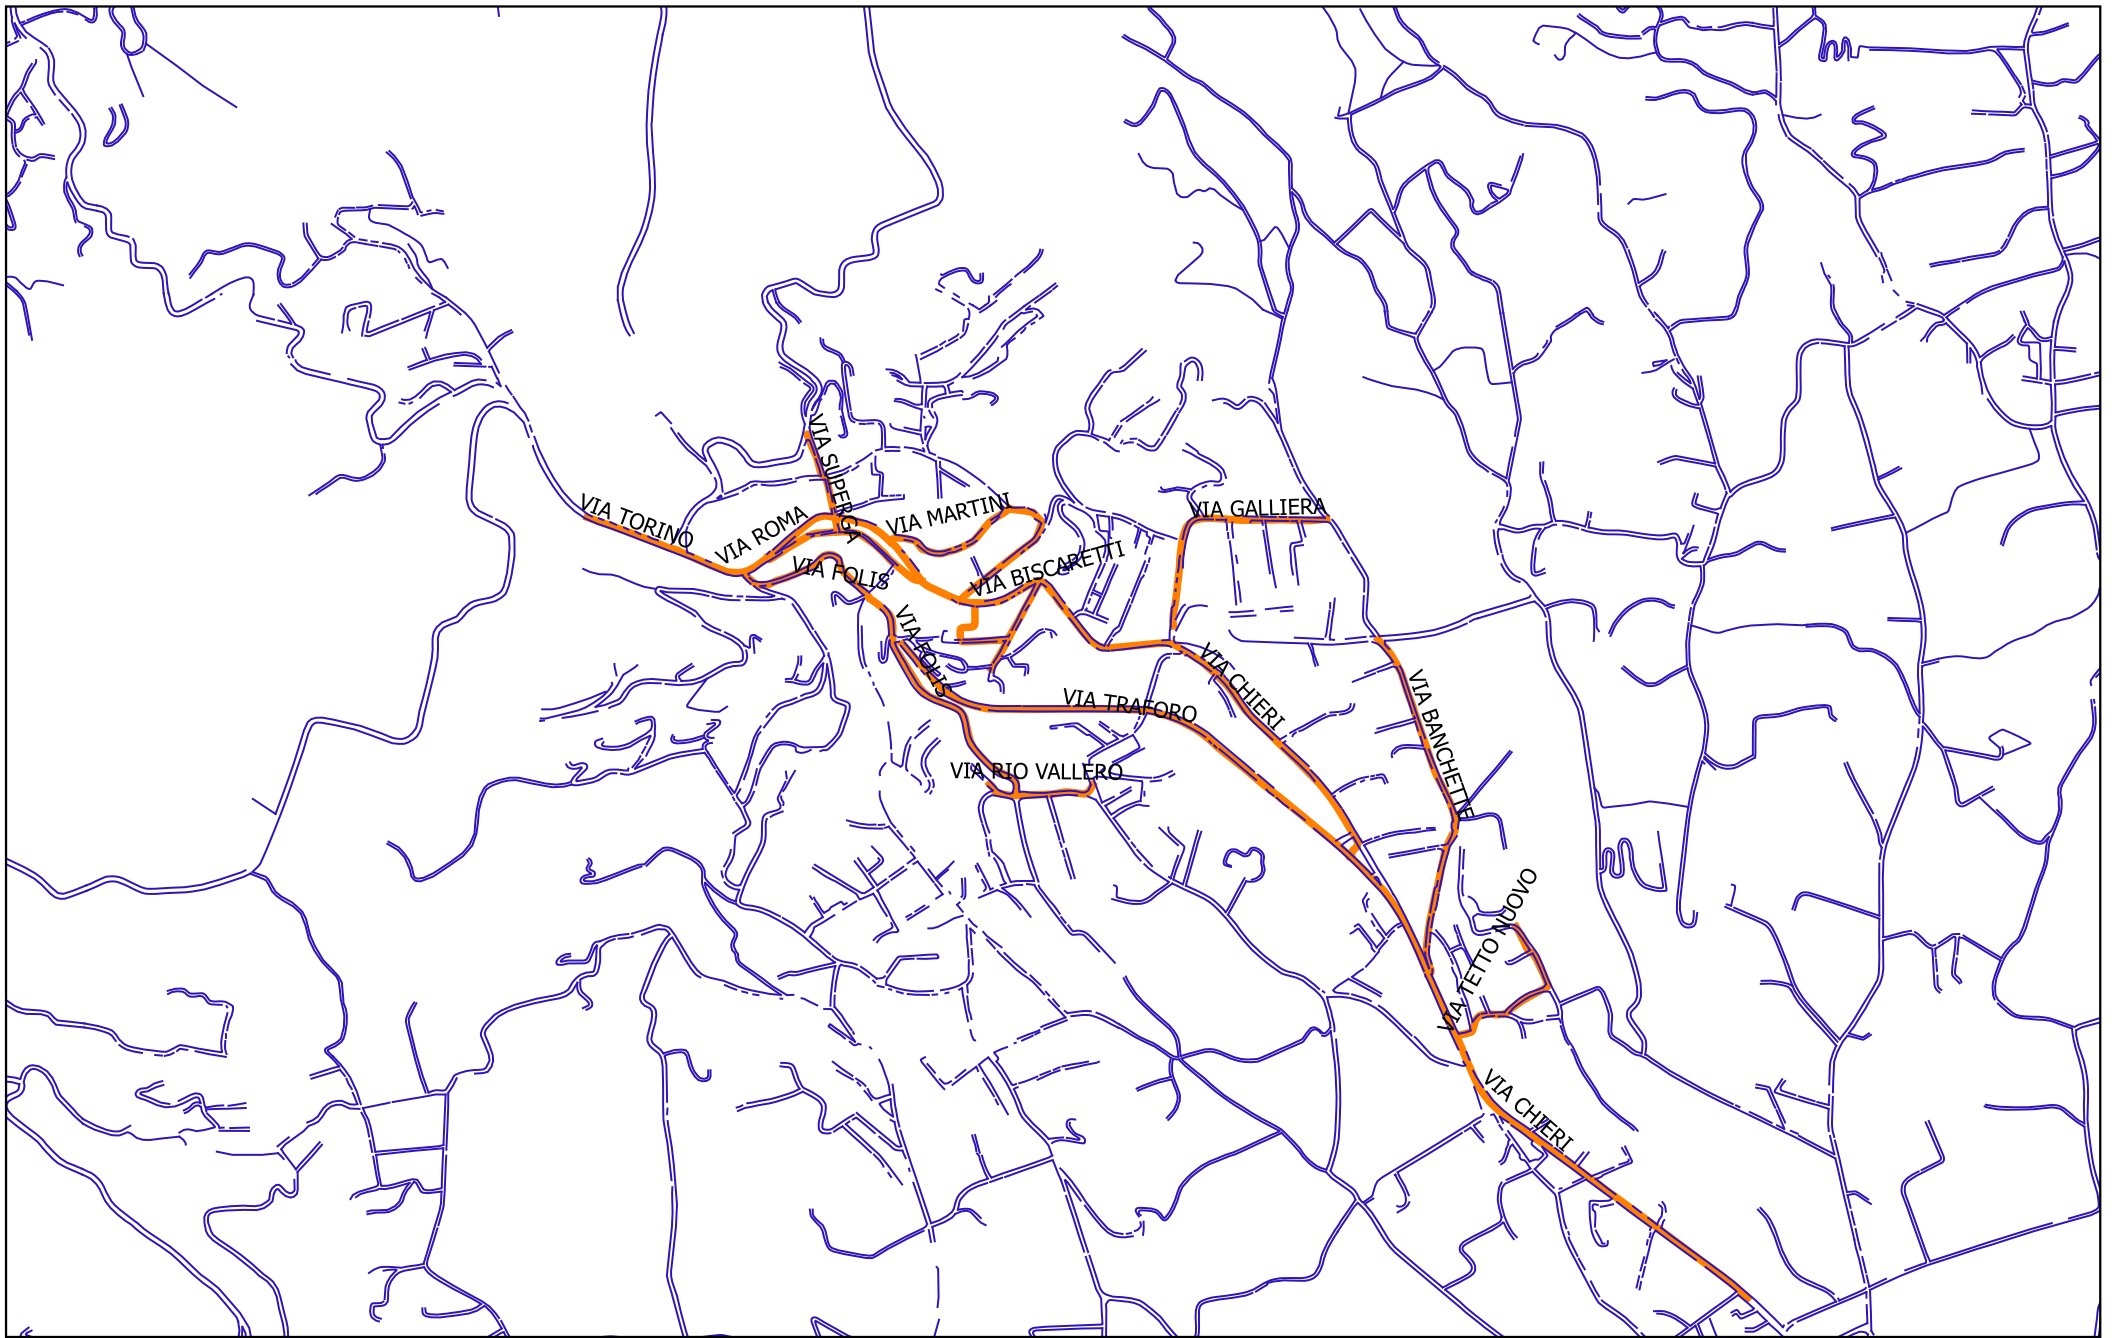 VIA SUPERGA
VIA TORINO
VIA ROMA
VIA MARTINI
VIA GALLIERA
VIA FOLIS
VIA BISCARETTI
VIA FOLIS
VIA CHIERI
VIA TRAFORO
VIA BANCHETTE
VIA RIO VALLERO
VIA TETTO NUOVO
VIA CHIERI